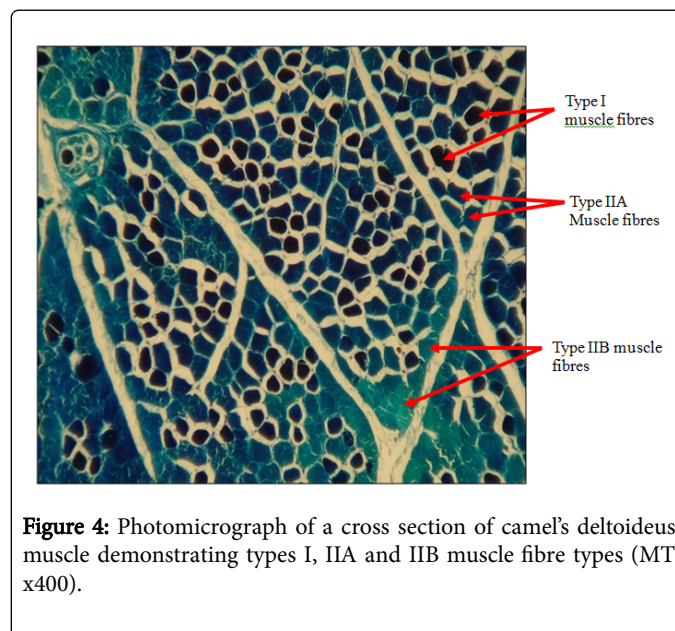 Type I
muscle fibres
Type IIA
Muscle fibres
Type IIB muscle
fibres
Figure 4: Photomicrograph of a cross section of camel's deltoideus
muscle demonstrating types I, IIA and IIB muscle fibre types (MT
x400).